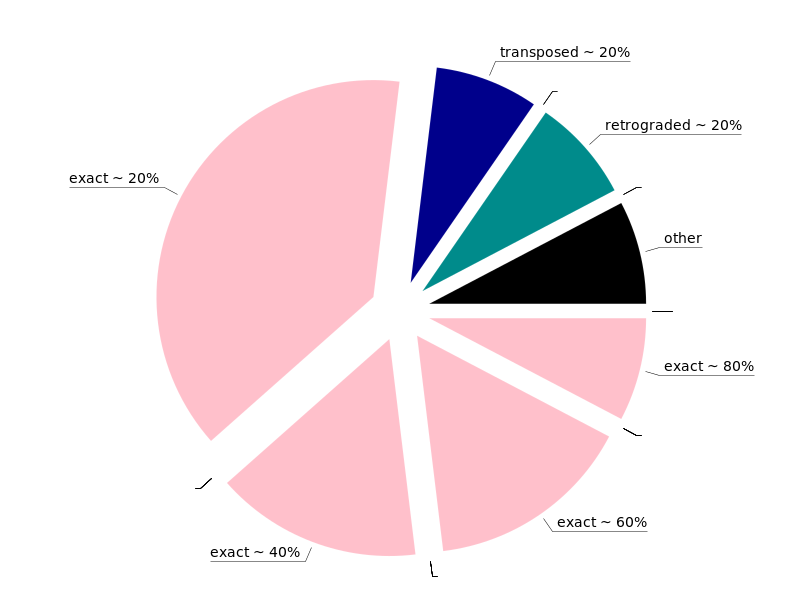 transposed ~ 20%
retrograded ~ 20%
exact ~ 20%
other
exact ~ 80%
exact ~ 60%
exact ~ 40%